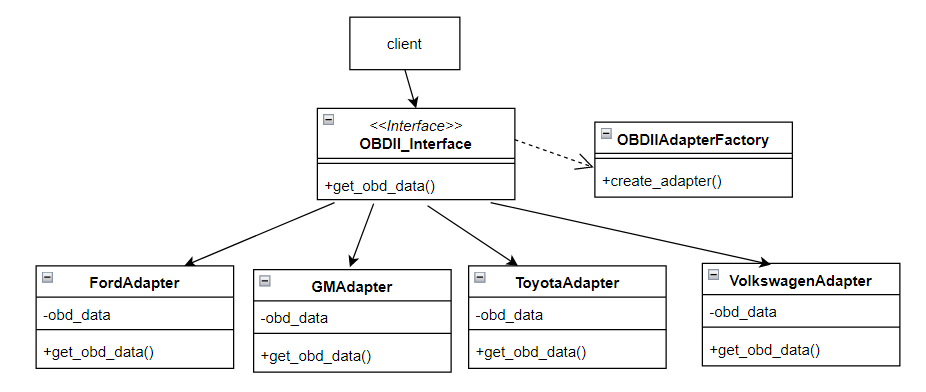 client
<<Interface>>
OBDII_Interface
+get_obd_data()
OBDIIAdapterFactory
+create_adapter()
FordAdapter
-obd_data
+get_obd_data()
GMAdapter
-obd_data
+get_obd_data()
ToyotaAdapter
-obd_data
+get_obd_data()
VolkswagenAdapter
-obd_data
+get_obd_data()